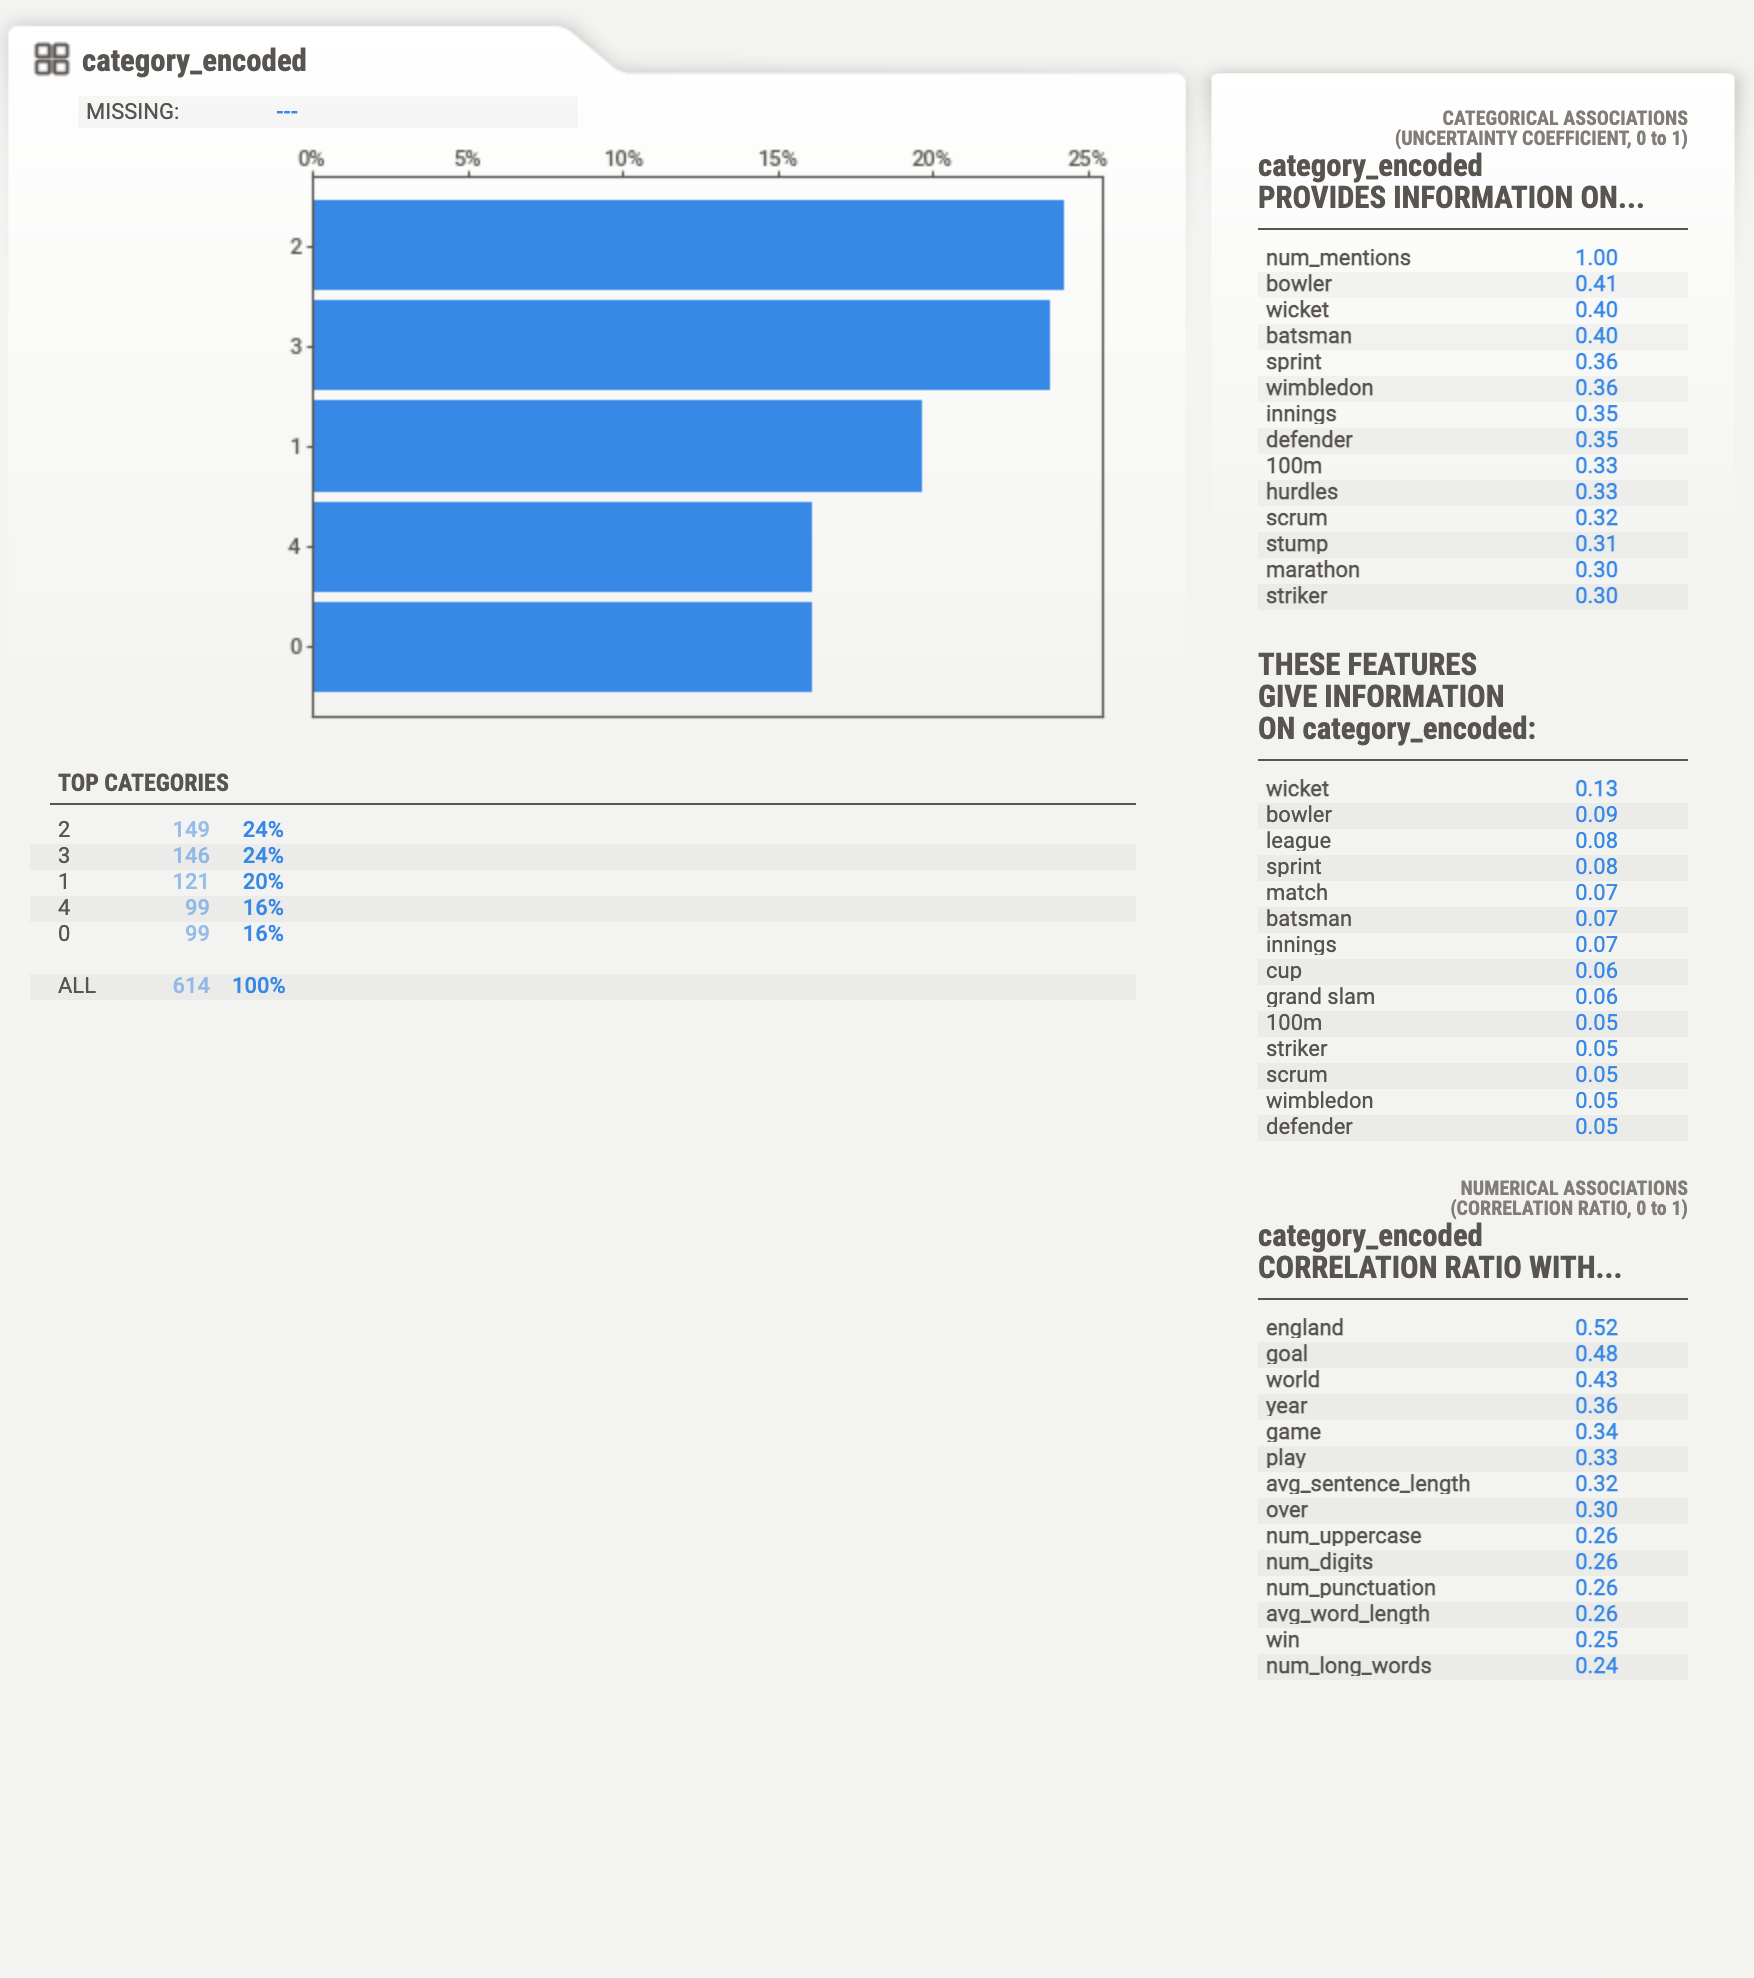 category_encoded
MISSING: ---
0% 5% 10% 15% 20% 25%
2
3
1
4
0
TOP CATEGORIES
2 149 24%
3 146 24%
1 121 20%
4 99 16%
0 99 16%
ALL 614 100%
CATEGORICAL ASSOCIATIONS
(UNCERTAINTY COEFFICIENT, 0 to 1)
category_encoded
PROVIDES INFORMATION ON...
num_mentions 1.00
bowler 0.41
wicket 0.40
batsman 0.40
sprint 0.36
wimbledon 0.36
innings 0.35
defender 0.35
100m 0.33
hurdles 0.33
scrum 0.32
stump 0.31
marathon 0.30
striker 0.30
THESE FEATURES
GIVE INFORMATION
ON category_encoded:
wicket 0.13
bowler 0.09
league 0.08
sprint 0.08
match 0.07
batsman 0.07
innings 0.07
cup 0.06
grand slam 0.06
100m 0.05
striker 0.05
scrum 0.05
wimbledon 0.05
defender 0.05
NUMERICAL ASSOCIATIONS
(CORRELATION RATIO, 0 to 1)
category_encoded
CORRELATION RATIO WITH...
england 0.52
goal 0.48
world 0.43
year 0.36
game 0.34
play 0.33
avg_sentence_length 0.32
over 0.30
num_uppercase 0.26
num_digits 0.26
num_punctuation 0.26
avg_word_length 0.26
win 0.25
num_long_words 0.24